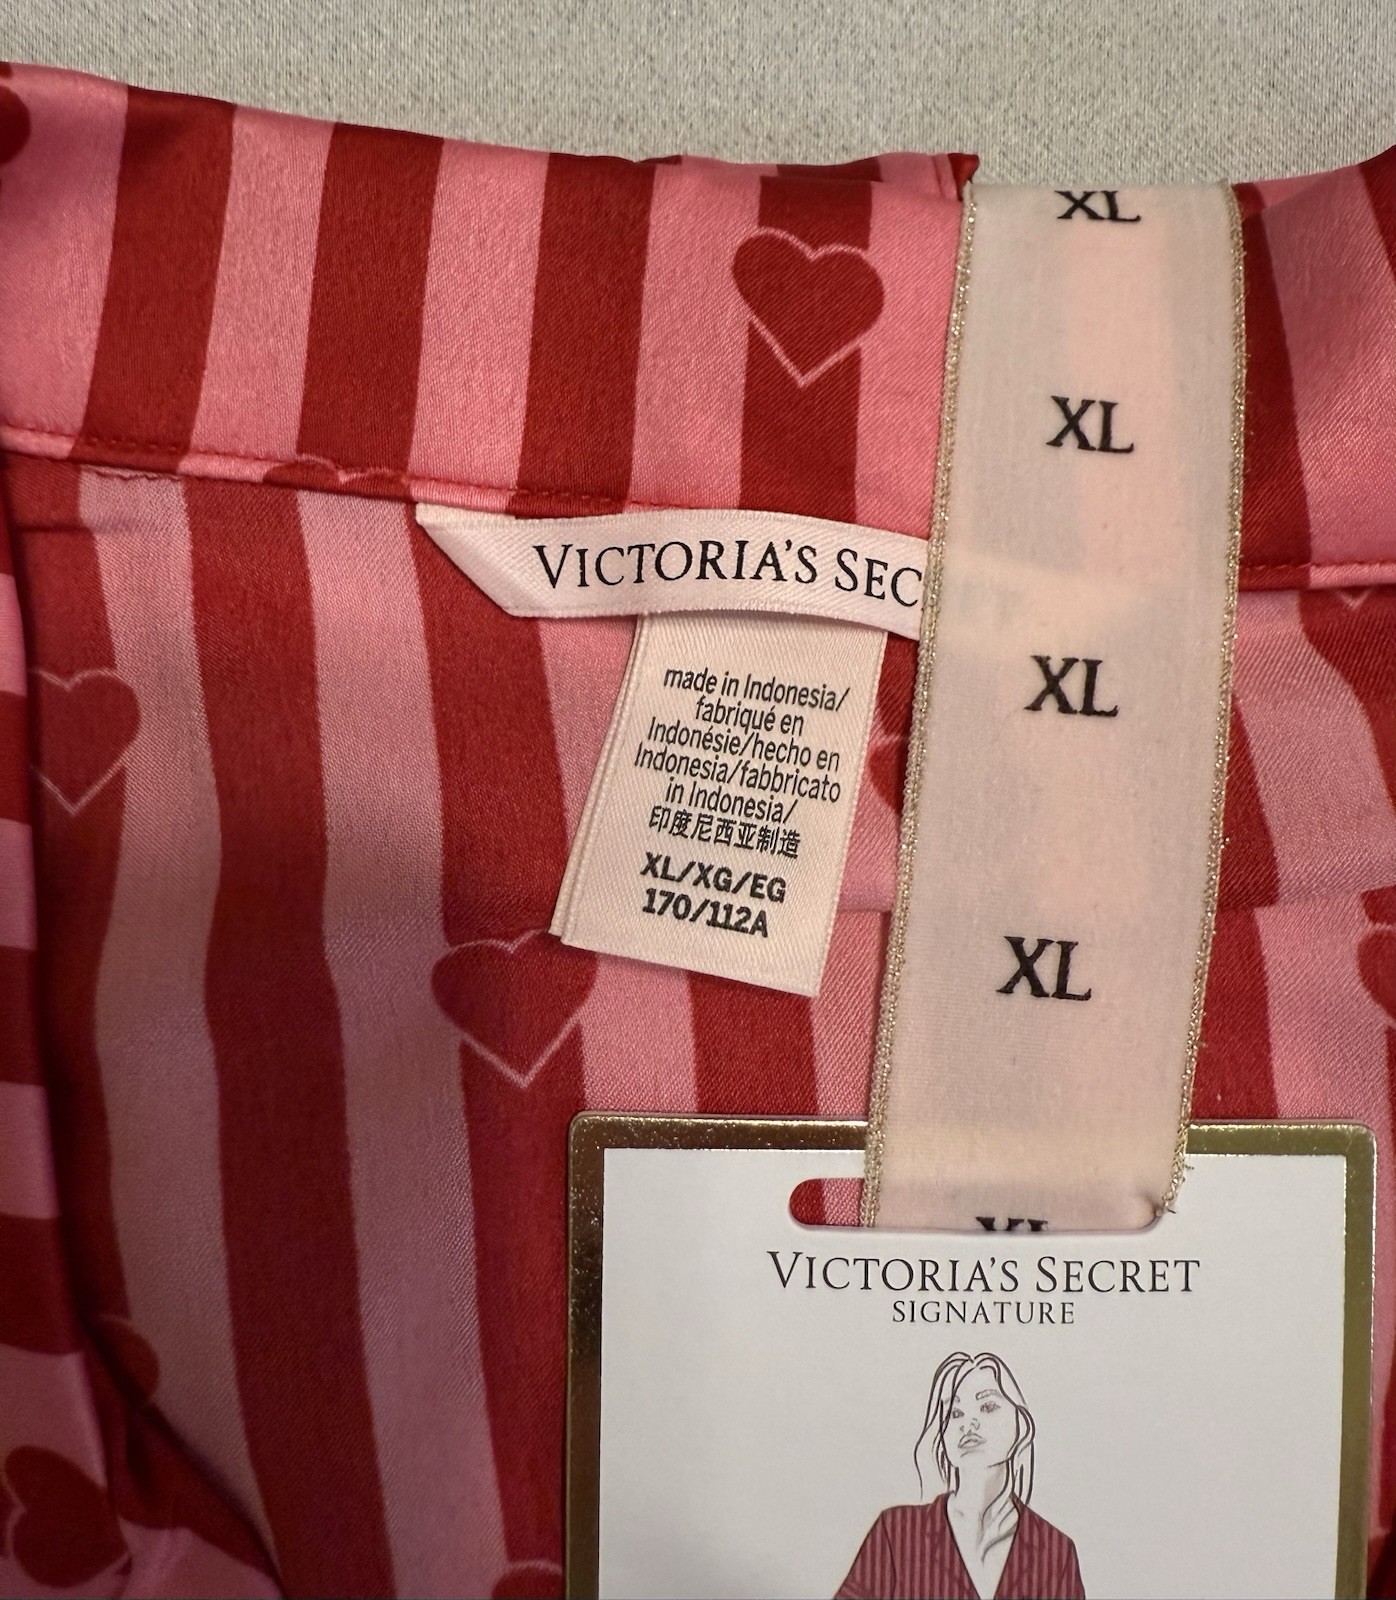 XL
XL
XL
XL
VICTORIA'S SEC
made in Indonesia/
fabriqué en
Indonésie/hecho en
Indonesia/fabbricato
in Indonesia/
印度尼西亚制造
XL/XG/EG
170/112A
XL
VICTORIA'S SECRET
SIGNATURE